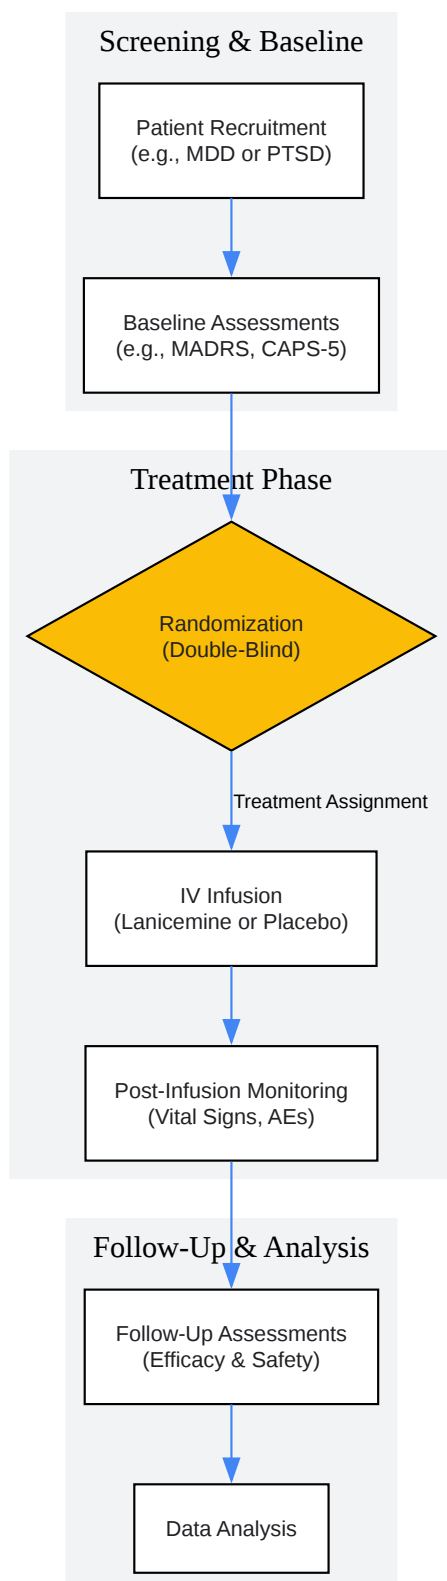 Screening & Baseline
Patient Recruitment
(e.g., MDD or PTSD)
Baseline Assessments
(e.g., MADRS, CAPS-5)
Treatment Phase
Randomization
(Double-Blind)
Treatment Assignment
IV Infusion
(Lanicemine or Placebo)
Post-Infusion Monitoring
(Vital Signs, AEs)
Follow-Up & Analysis
Follow-Up Assessments
(Efficacy & Safety)
Data Analysis